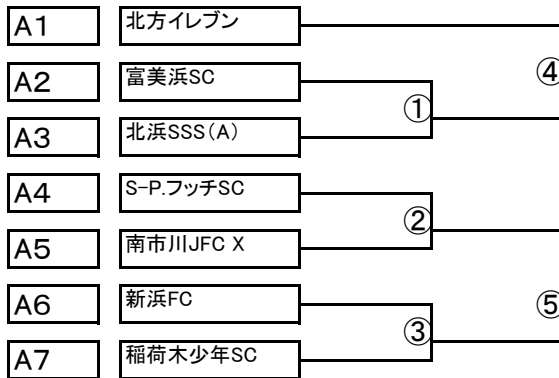 A1 北方イレブン
A2 富美浜SC
④
①
A3 北浜SSS(A)
A4 S-P.フッチSC
②
A5 南市川JFC X
A6 新浜FC
⑤
③
A7 稲荷木少年SC